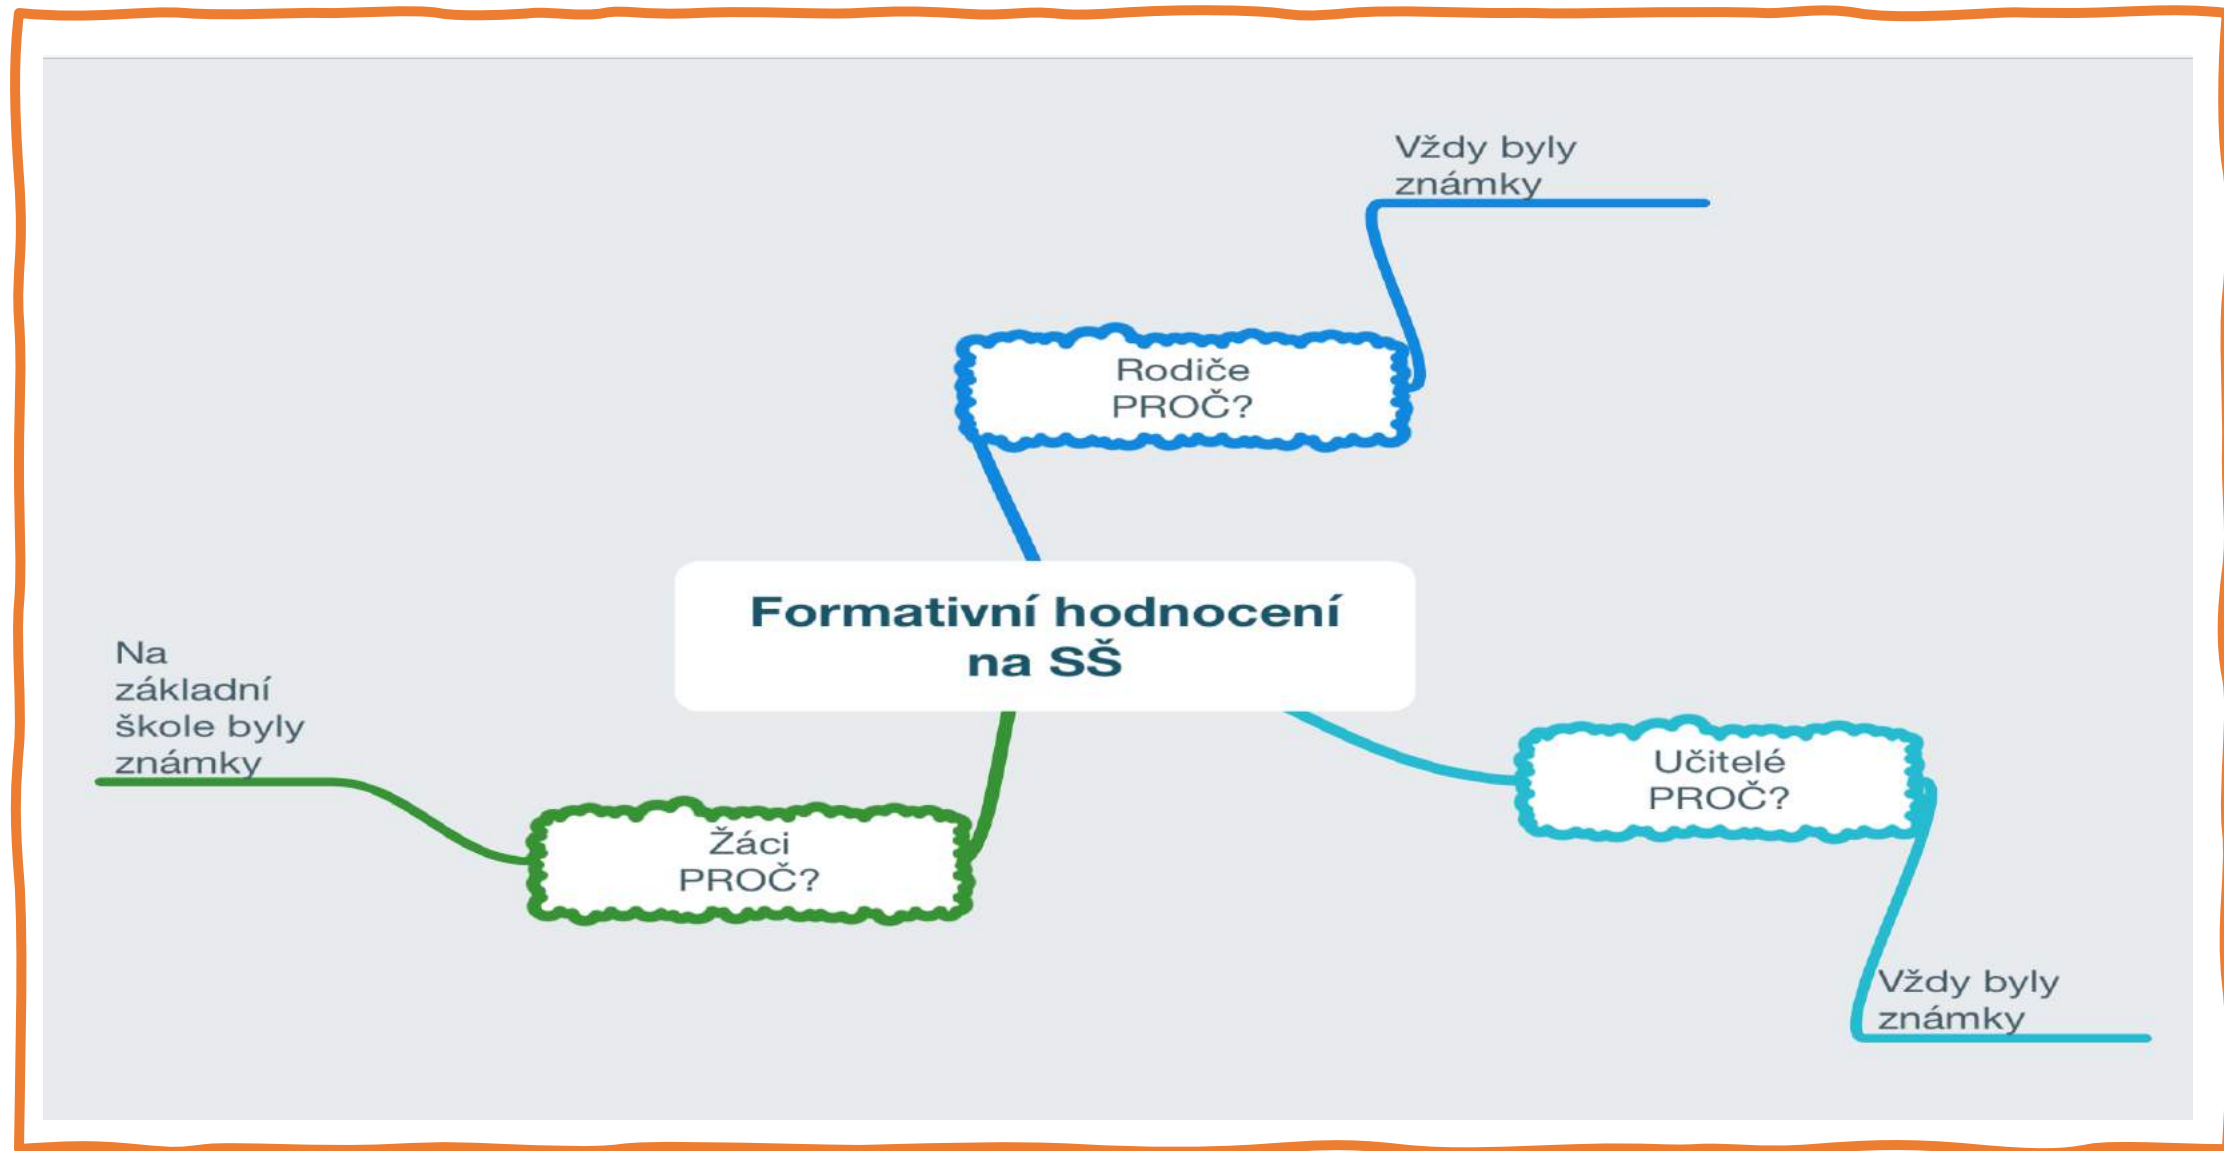 Vždy byly
známky
Rodiče
PROČ?
Formativní hodnocení
na SŠ
Na
základní
škole byly
známky
Učitelé
PROČ?
Žáci
PROČ?
Vždy byly
známky